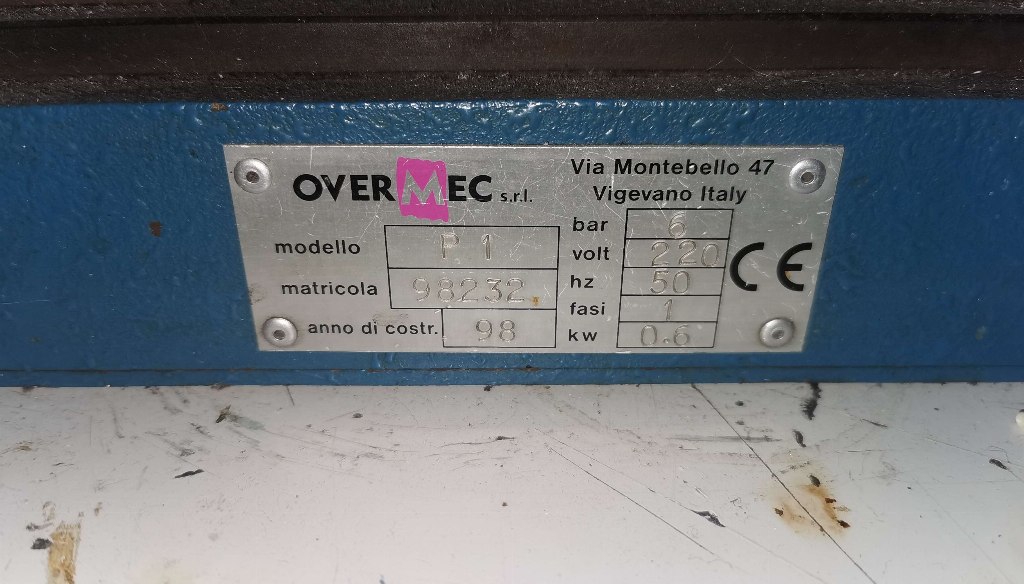 OVERMEC s.r.l.
Via Montebello 47
Vigevano Italy
modello P 1
matricola 98232
anno di costr. 98
bar 6
volt 220
hz 50
fasi 1
kw 0.6
CE